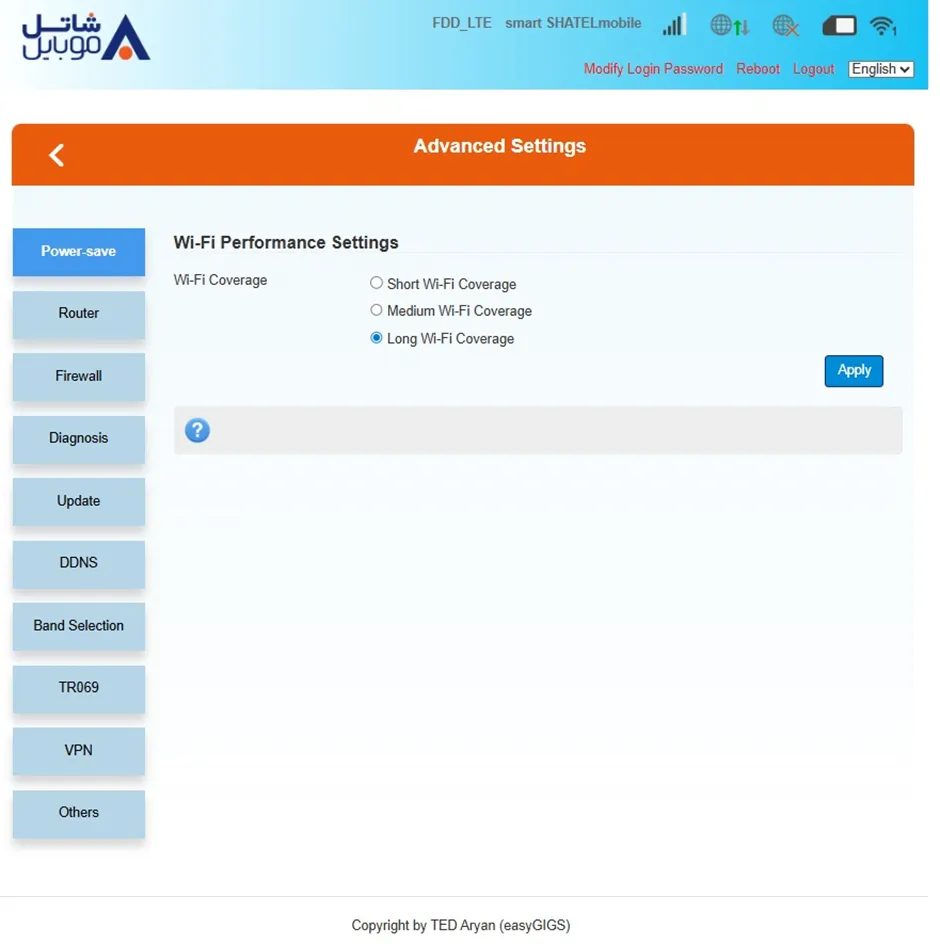 شاتل
موبایل
FDD_LTE smart SHATELmobile
1
Modify Login Password Reboot Logout English
Advanced Settings
Power-save
Router
Firewall
Diagnosis
Update
DDNS
Band Selection
TR069
VPN
Others
Wi-Fi Performance Settings
Wi-Fi Coverage
Short Wi-Fi Coverage
Medium Wi-Fi Coverage
Long Wi-Fi Coverage
Apply
?
Copyright by TED Aryan (easyGIGS)